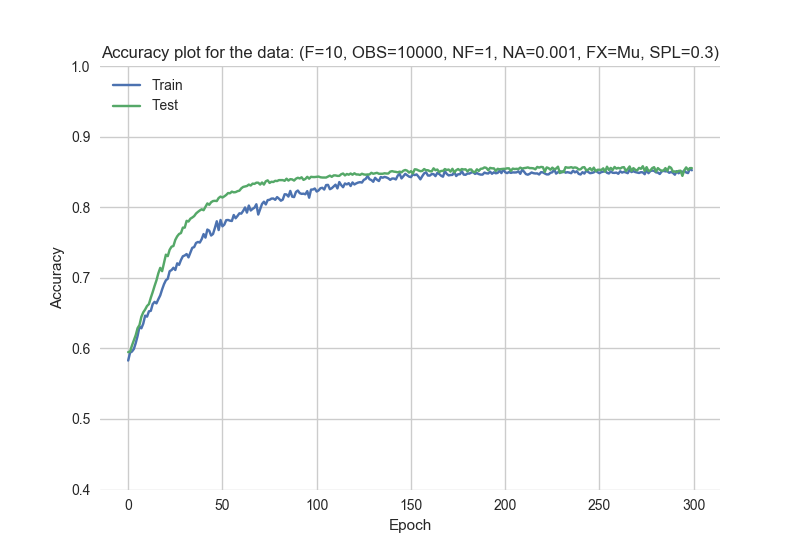 Accuracy plot for the data: (F=10, OBS=10000, NF=1, NA=0.001, FX=Mu, SPL=0.3)
1.0
Train
Test
0.9
0.8
0.7
Accuracy
0.6
0.5
0.4
0 50 100 150 200 250 300
Epoch